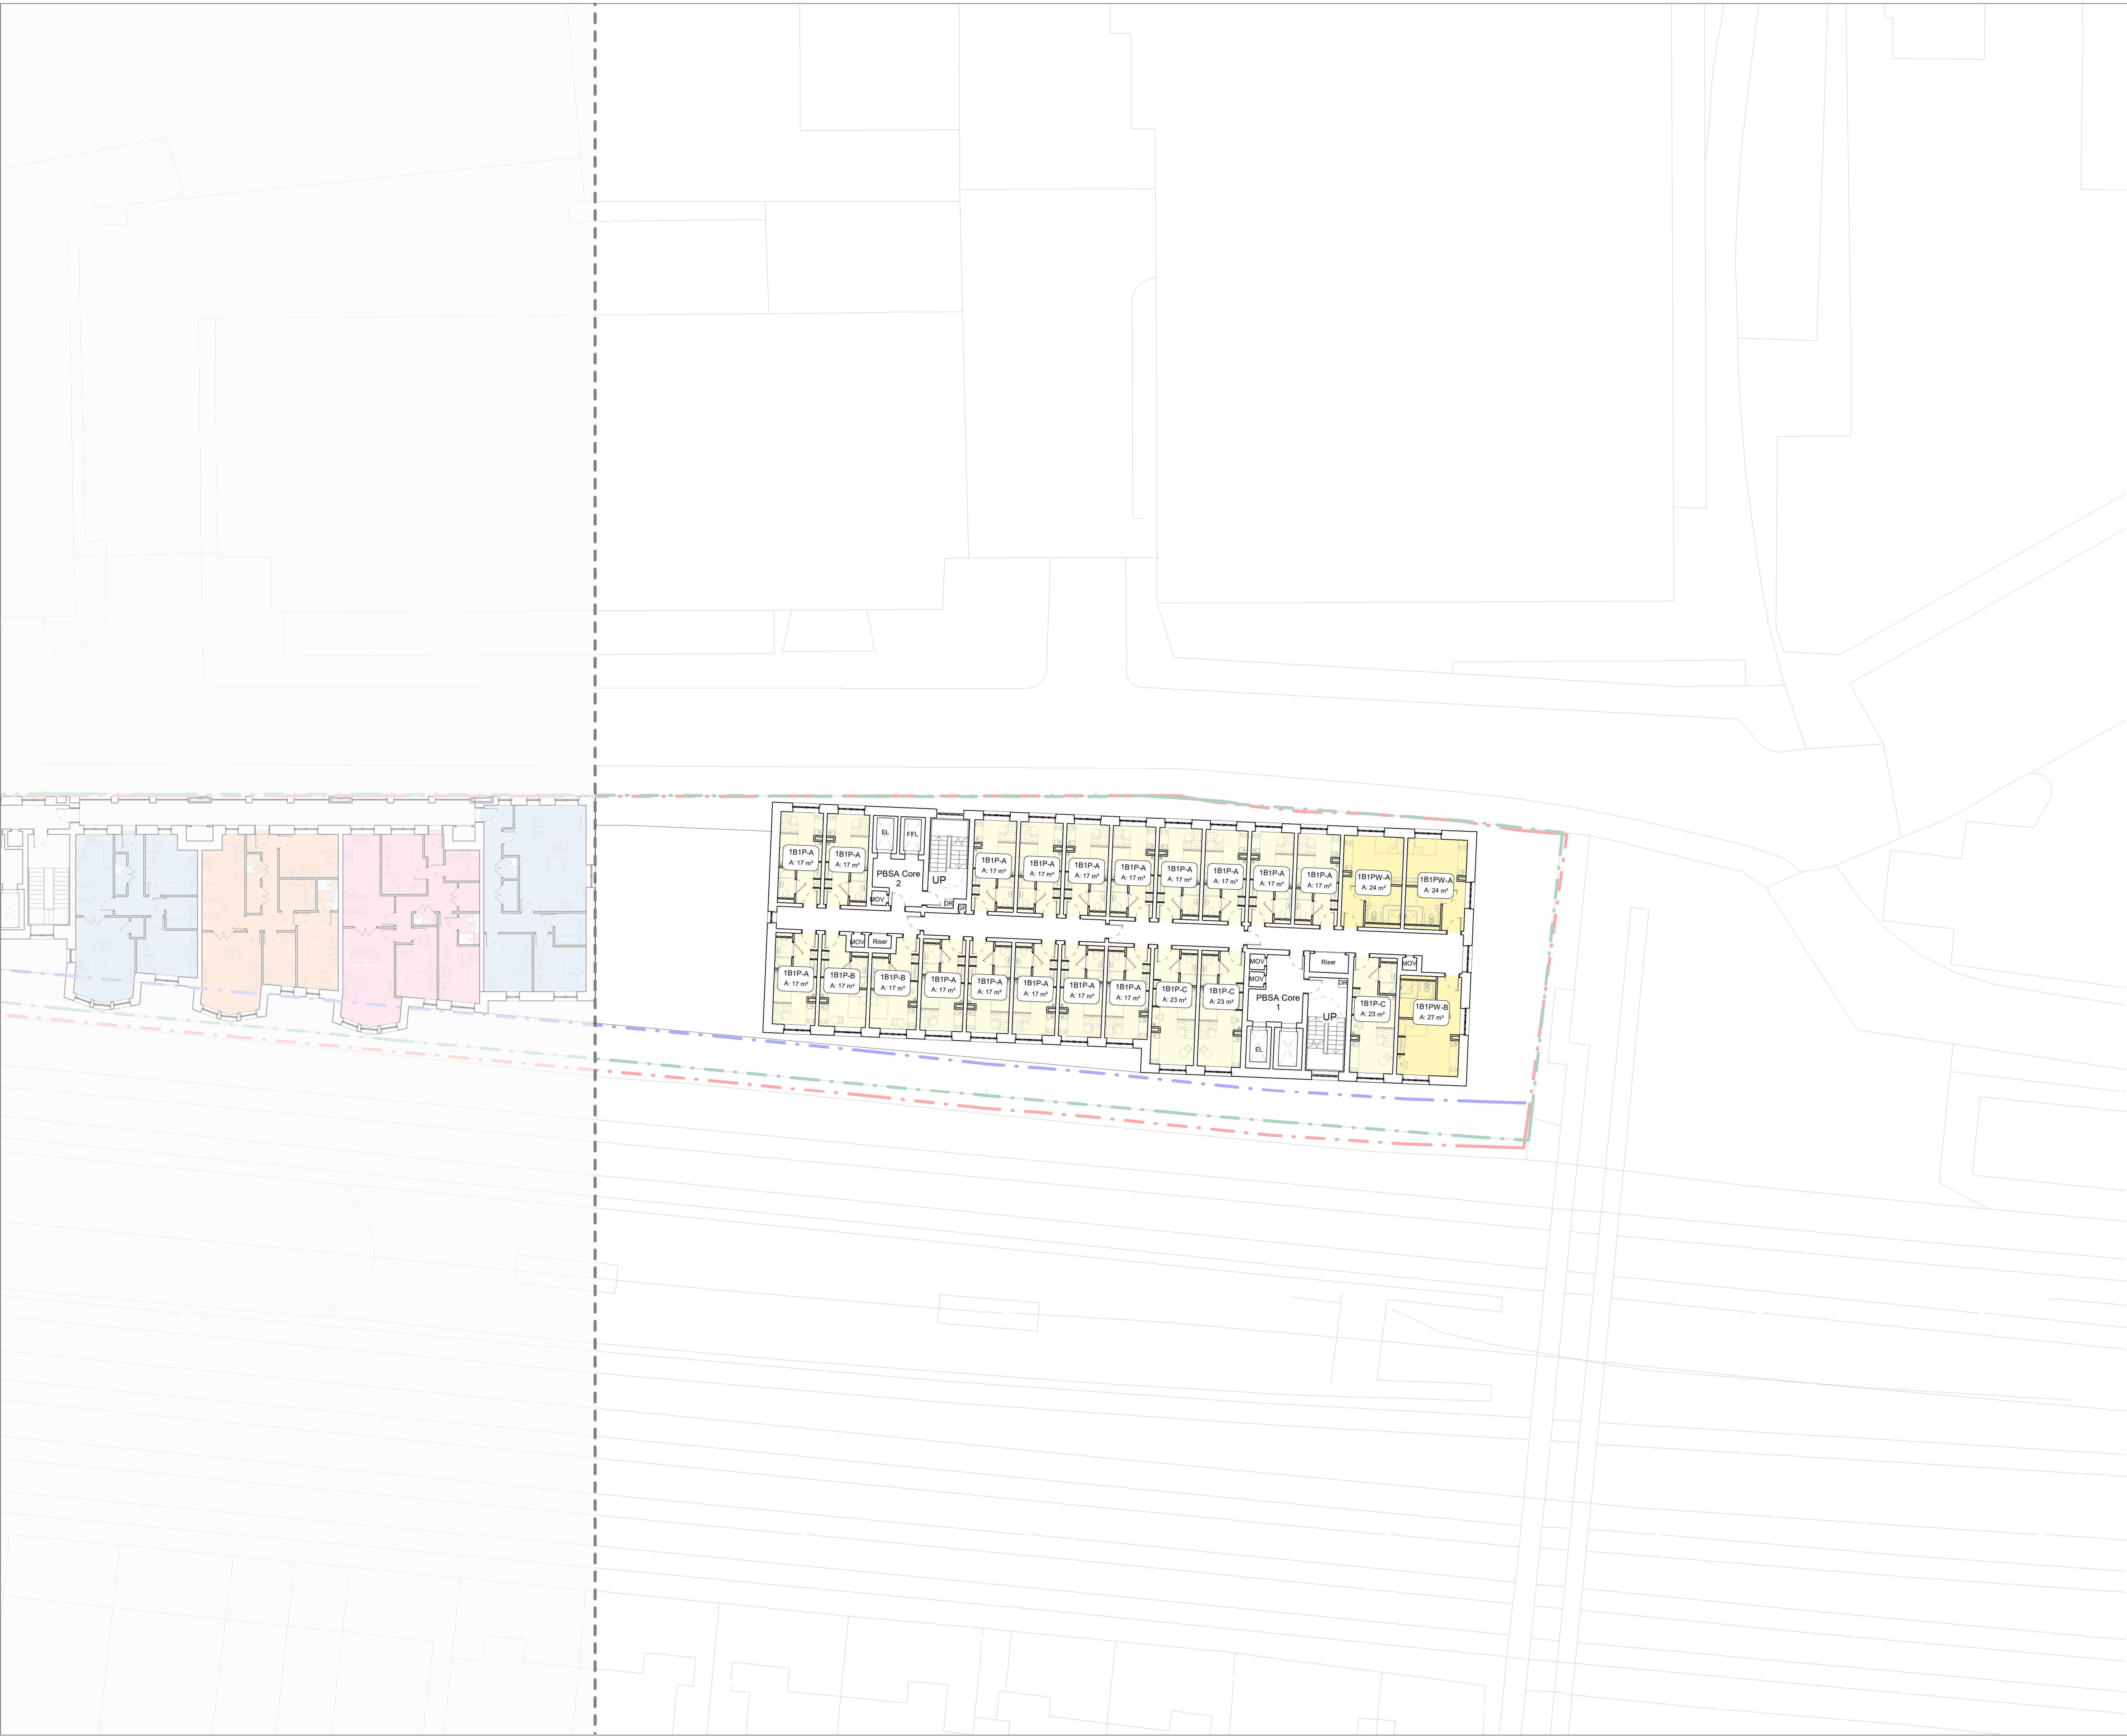 1B1P-A
A: 17 m²
1B1P-A
A: 17 m²
EL
FFL
PBSA Core
2
MOV
UP
DR
1B1P-A
A: 17 m²
1B1P-A
A: 17 m²
1B1P-A
A: 17 m²
1B1P-A
A: 17 m²
1B1P-A
A: 17 m²
1B1P-A
A: 17 m²
1B1P-A
A: 17 m²
1B1P-A
A: 17 m²
1B1PW-A
A: 24 m²
1B1PW-A
A: 24 m²
1B1P-A
A: 17 m²
1B1P-B
A: 17 m²
MOV
Riser
1B1P-B
A: 17 m²
1B1P-A
A: 17 m²
1B1P-A
A: 17 m²
1B1P-A
A: 17 m²
1B1P-A
A: 17 m²
1B1P-A
A: 17 m²
1B1P-C
A: 23 m²
1B1P-C
A: 23 m²
MOV
MOV
PBSA Core
1
EL
Riser
DR
UP
1B1P-C
A: 23 m²
MOV
1B1PW-B
A: 27 m²